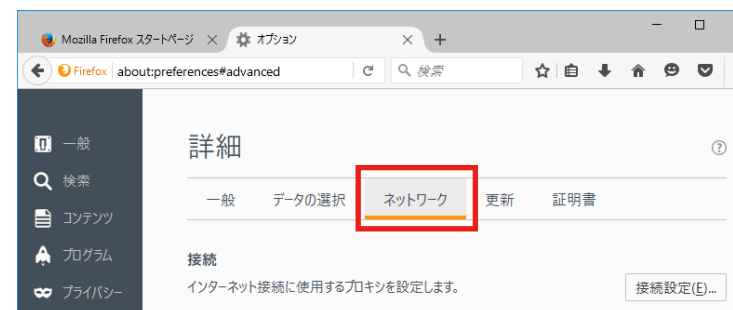 Mozilla Firefox スタートページ オプション
Firefox about:preferences#advanced 検索
一般
検索
コンテンツ
プログラム
プライバシー
詳細
一般 データの選択 ネットワーク 更新 証明書
接続
インターネット接続に使用するプロキシを設定します。 接続設定(E)...